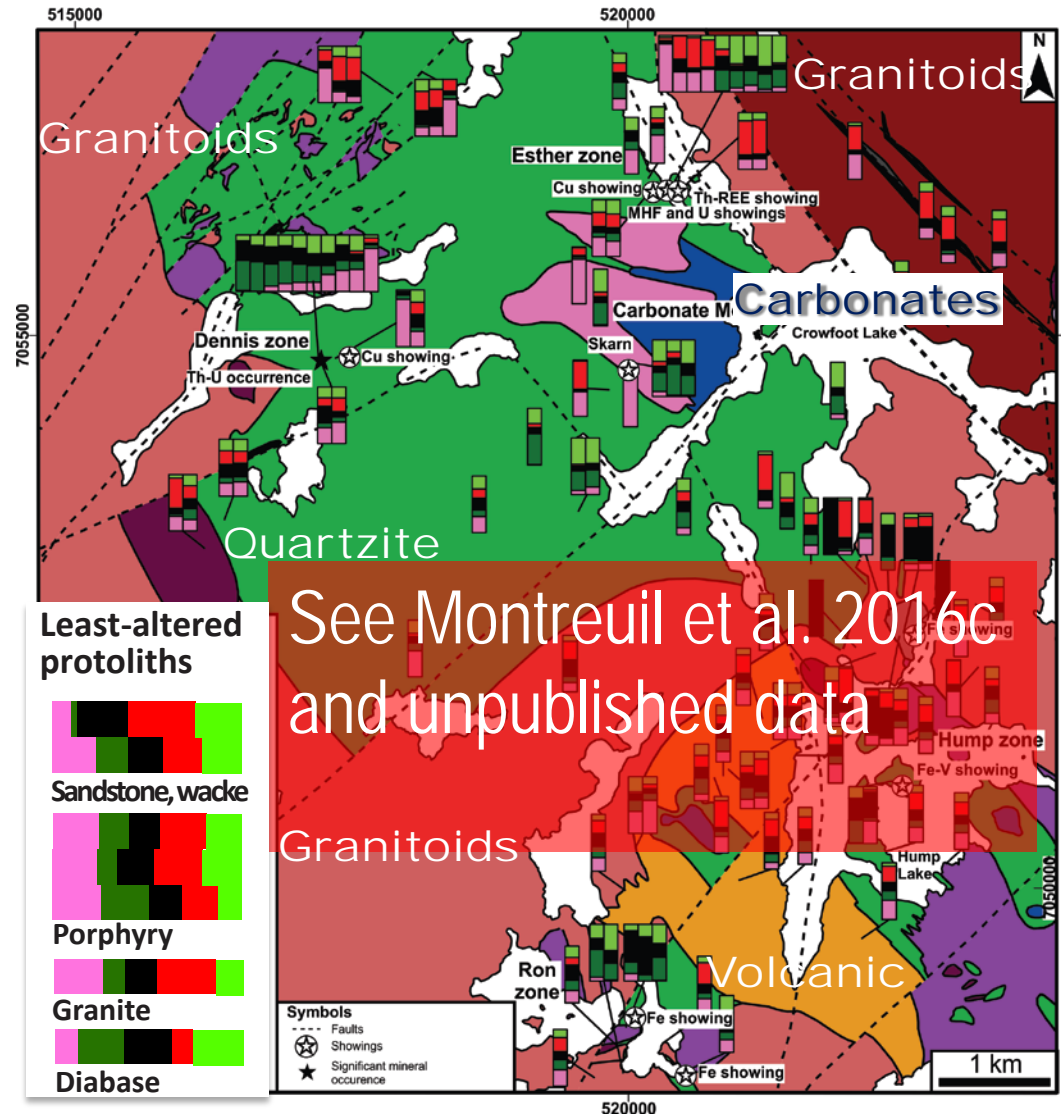 515000
520000
N
Granitoids
Granitoids
Esther zone
Cu showing
Th-REE showing
MHF and U showings
Carbonates
Carbonate M
Crowfoot Lake
7055000
Dennis zone
Cu showing
Skarn
Th-U occurrence
Quartzite
See Montreuil et al. 2016c
and unpublished data
Fe showing
Hump zone
Fe-V showing
Least-altered
protoliths
Sandstone, wacke
Porphyry
Granite
Diabase
Granitoids
Hump
Lake
7050000
Volcanic
Ron
zone
Fe showing
Fe showing
Symbols
Faults
Showings
Significant mineral
occurence
1 km
520000